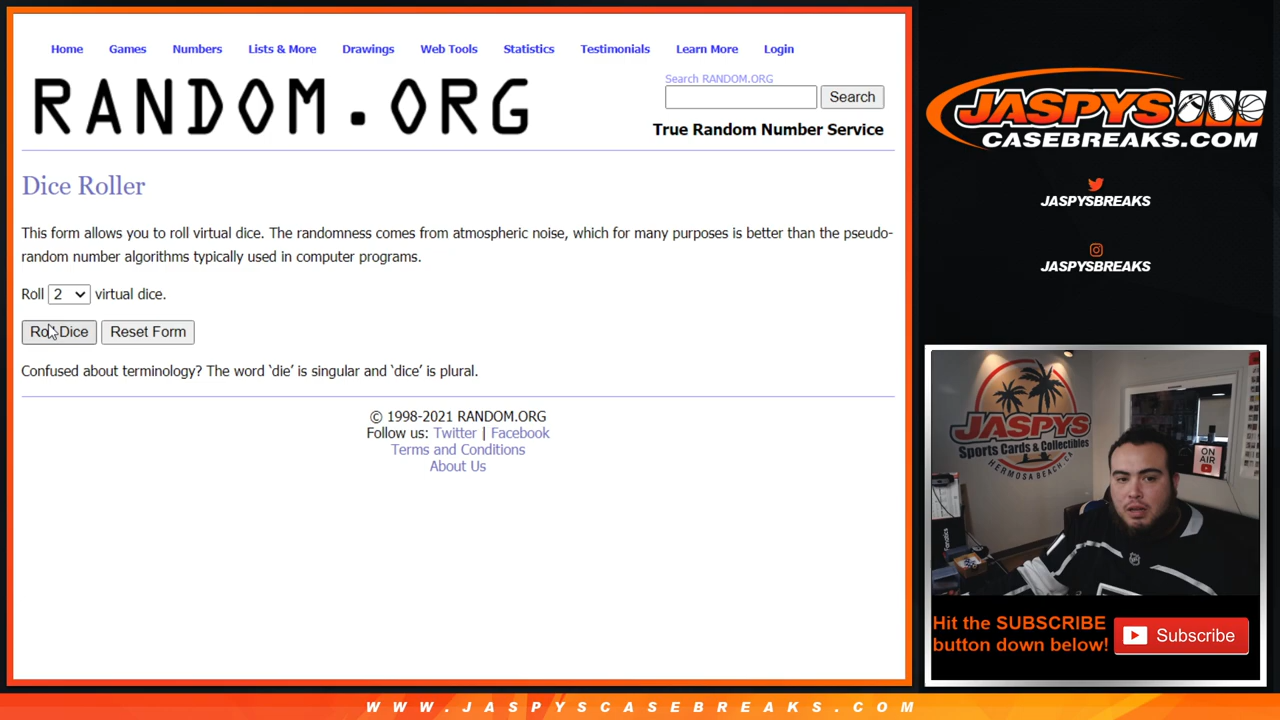 Home Games Numbers Lists & More Drawings Web Tools Statistics Testimonials Learn More Login
RANDOM.ORG
Search RANDOM.ORG
Search
True Random Number Service
Dice Roller
This form allows you to roll virtual dice. The randomness comes from atmospheric noise, which for many purposes is better than the pseudo-
random number algorithms typically used in computer programs.
Roll 2 virtual dice.
Roll Dice Reset Form
Confused about terminology? The word ‘die’ is singular and ‘dice’ is plural.
© 1998-2021 RANDOM.ORG
Follow us: Twitter | Facebook
Terms and Conditions
About Us
JASPYS
CASEBREAKS.COM
JASPYSBREAKS
JASPYSBREAKS
JASPYS
Sports Cards & Collectibles
HERMOSA BEACH, CA
ON
AIR
Fanatics
Hit the SUBSCRIBE
button down below!
Subscribe
WWW.JASPYSCASEBREAKS.COM